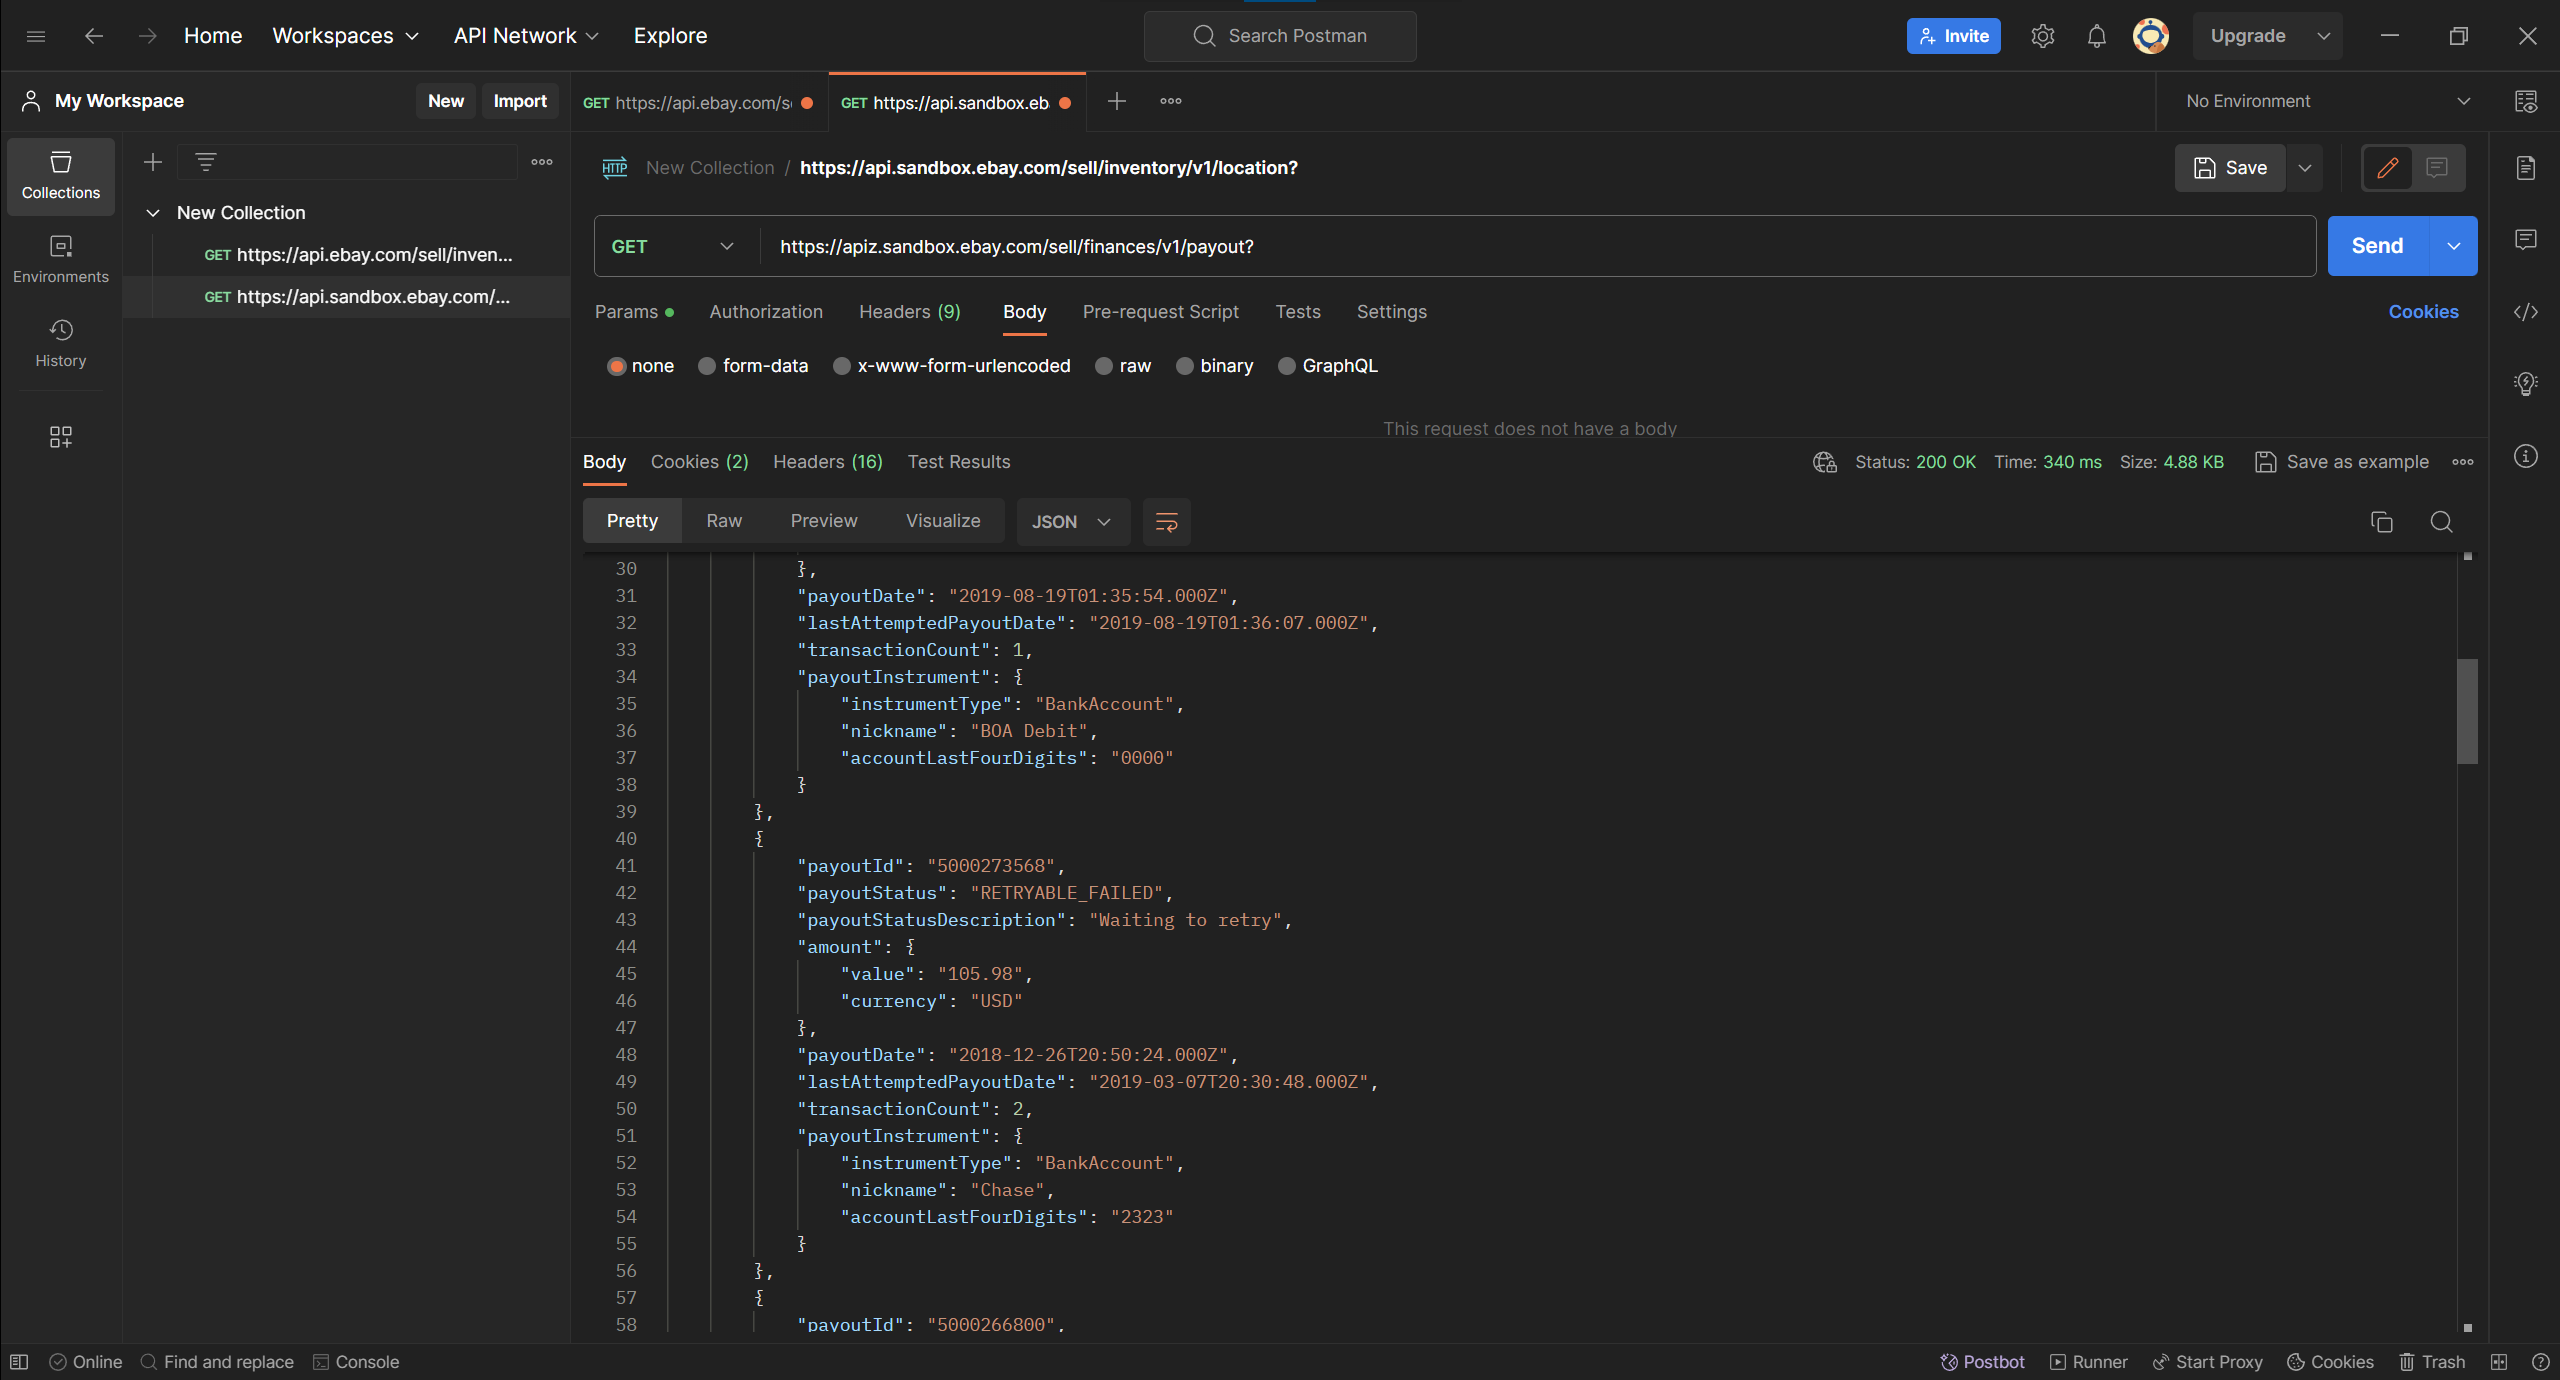 Home Workspaces API Network Explore Search Postman Invite Upgrade
My Workspace New Import GET https://api.ebay.com/s GET https://api.sandbox.eb No Environment
Collections
Environments
History
New Collection
GET https://api.ebay.com/sell/inven...
GET https://api.sandbox.ebay.com/...
HTTP New Collection / https://api.sandbox.ebay.com/sell/inventory/v1/location? Save
GET https://apiz.sandbox.ebay.com/sell/finances/v1/payout? Send
Params Authorization Headers (9) Body Pre-request Script Tests Settings Cookies
none form-data x-www-form-urlencoded raw binary GraphQL
This request does not have a body
Body Cookies (2) Headers (16) Test Results Status: 200 OK Time: 340 ms Size: 4.88 KB Save as example
Pretty Raw Preview Visualize JSON
30 },
31 "payoutDate": "2019-08-19T01:35:54.000Z",
32 "lastAttemptedPayoutDate": "2019-08-19T01:36:07.000Z",
33 "transactionCount": 1,
34 "payoutInstrument": {
35 "instrumentType": "BankAccount",
36 "nickname": "BOA Debit",
37 "accountLastFourDigits": "0000"
38 }
39 },
40 {
41 "payoutId": "5000273568",
42 "payoutStatus": "RETRYABLE_FAILED",
43 "payoutStatusDescription": "Waiting to retry",
44 "amount": {
45 "value": "105.98",
46 "currency": "USD"
47 },
48 "payoutDate": "2018-12-26T20:50:24.000Z",
49 "lastAttemptedPayoutDate": "2019-03-07T20:30:48.000Z",
50 "transactionCount": 2,
51 "payoutInstrument": {
52 "instrumentType": "BankAccount",
53 "nickname": "Chase",
54 "accountLastFourDigits": "2323"
55 }
56 },
57 {
58 "payoutId": "5000266800",
Online Find and replace Console Postbot Runner Start Proxy Cookies Trash